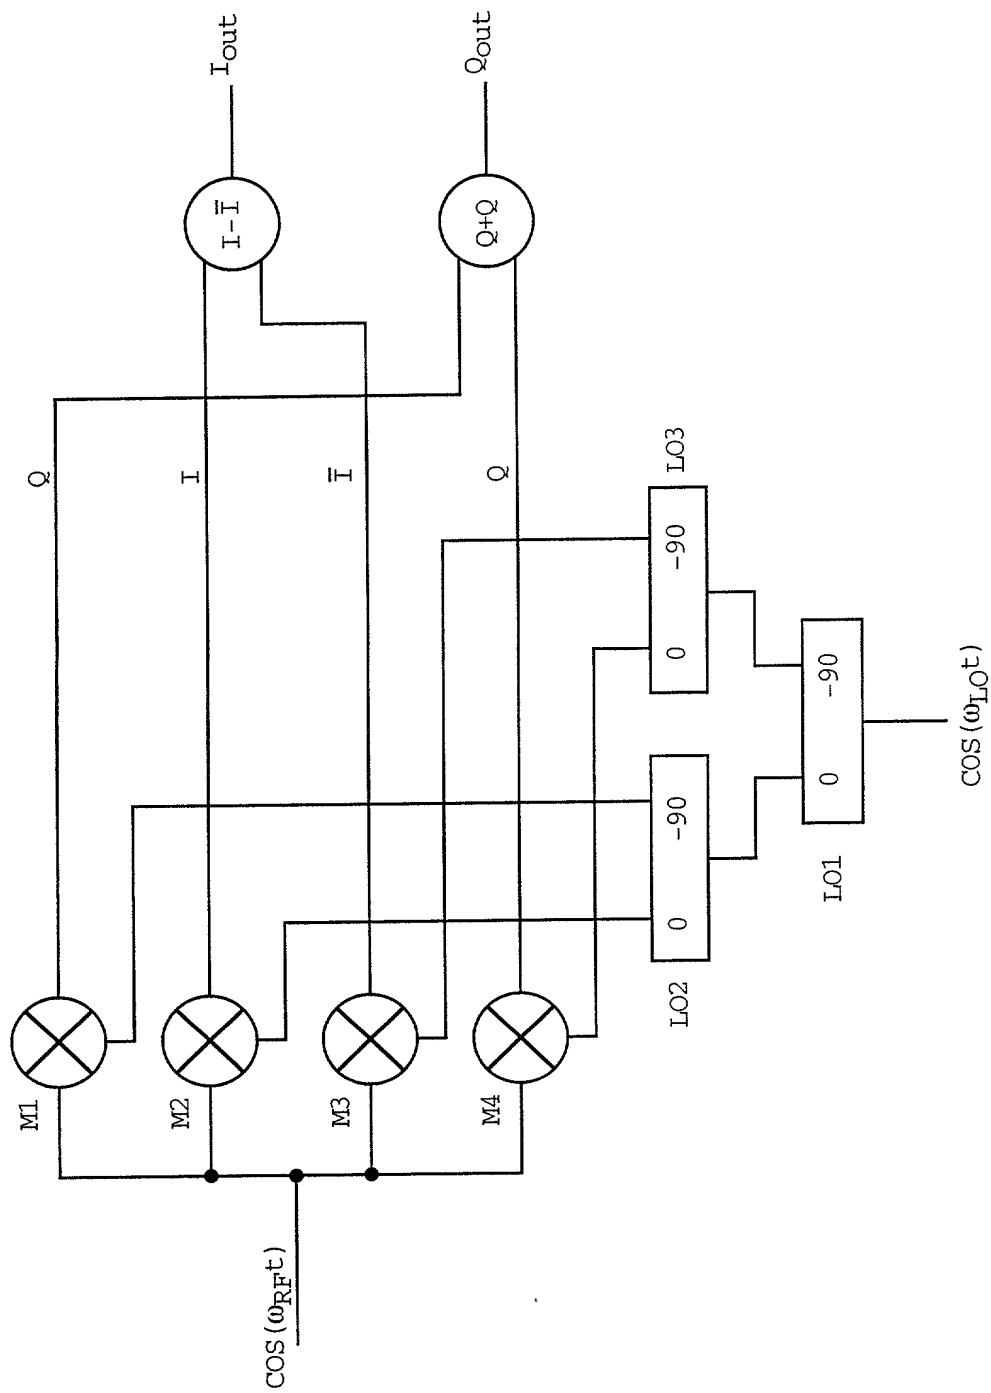 COS(ωRFt)
M1
M2
M3
M4
Q
I
I̅
Q
I-I̅
Iout
Q+Q
Qout
LO2
0
-90
LO3
0
-90
LO1
0
-90
COS(ωLOt)